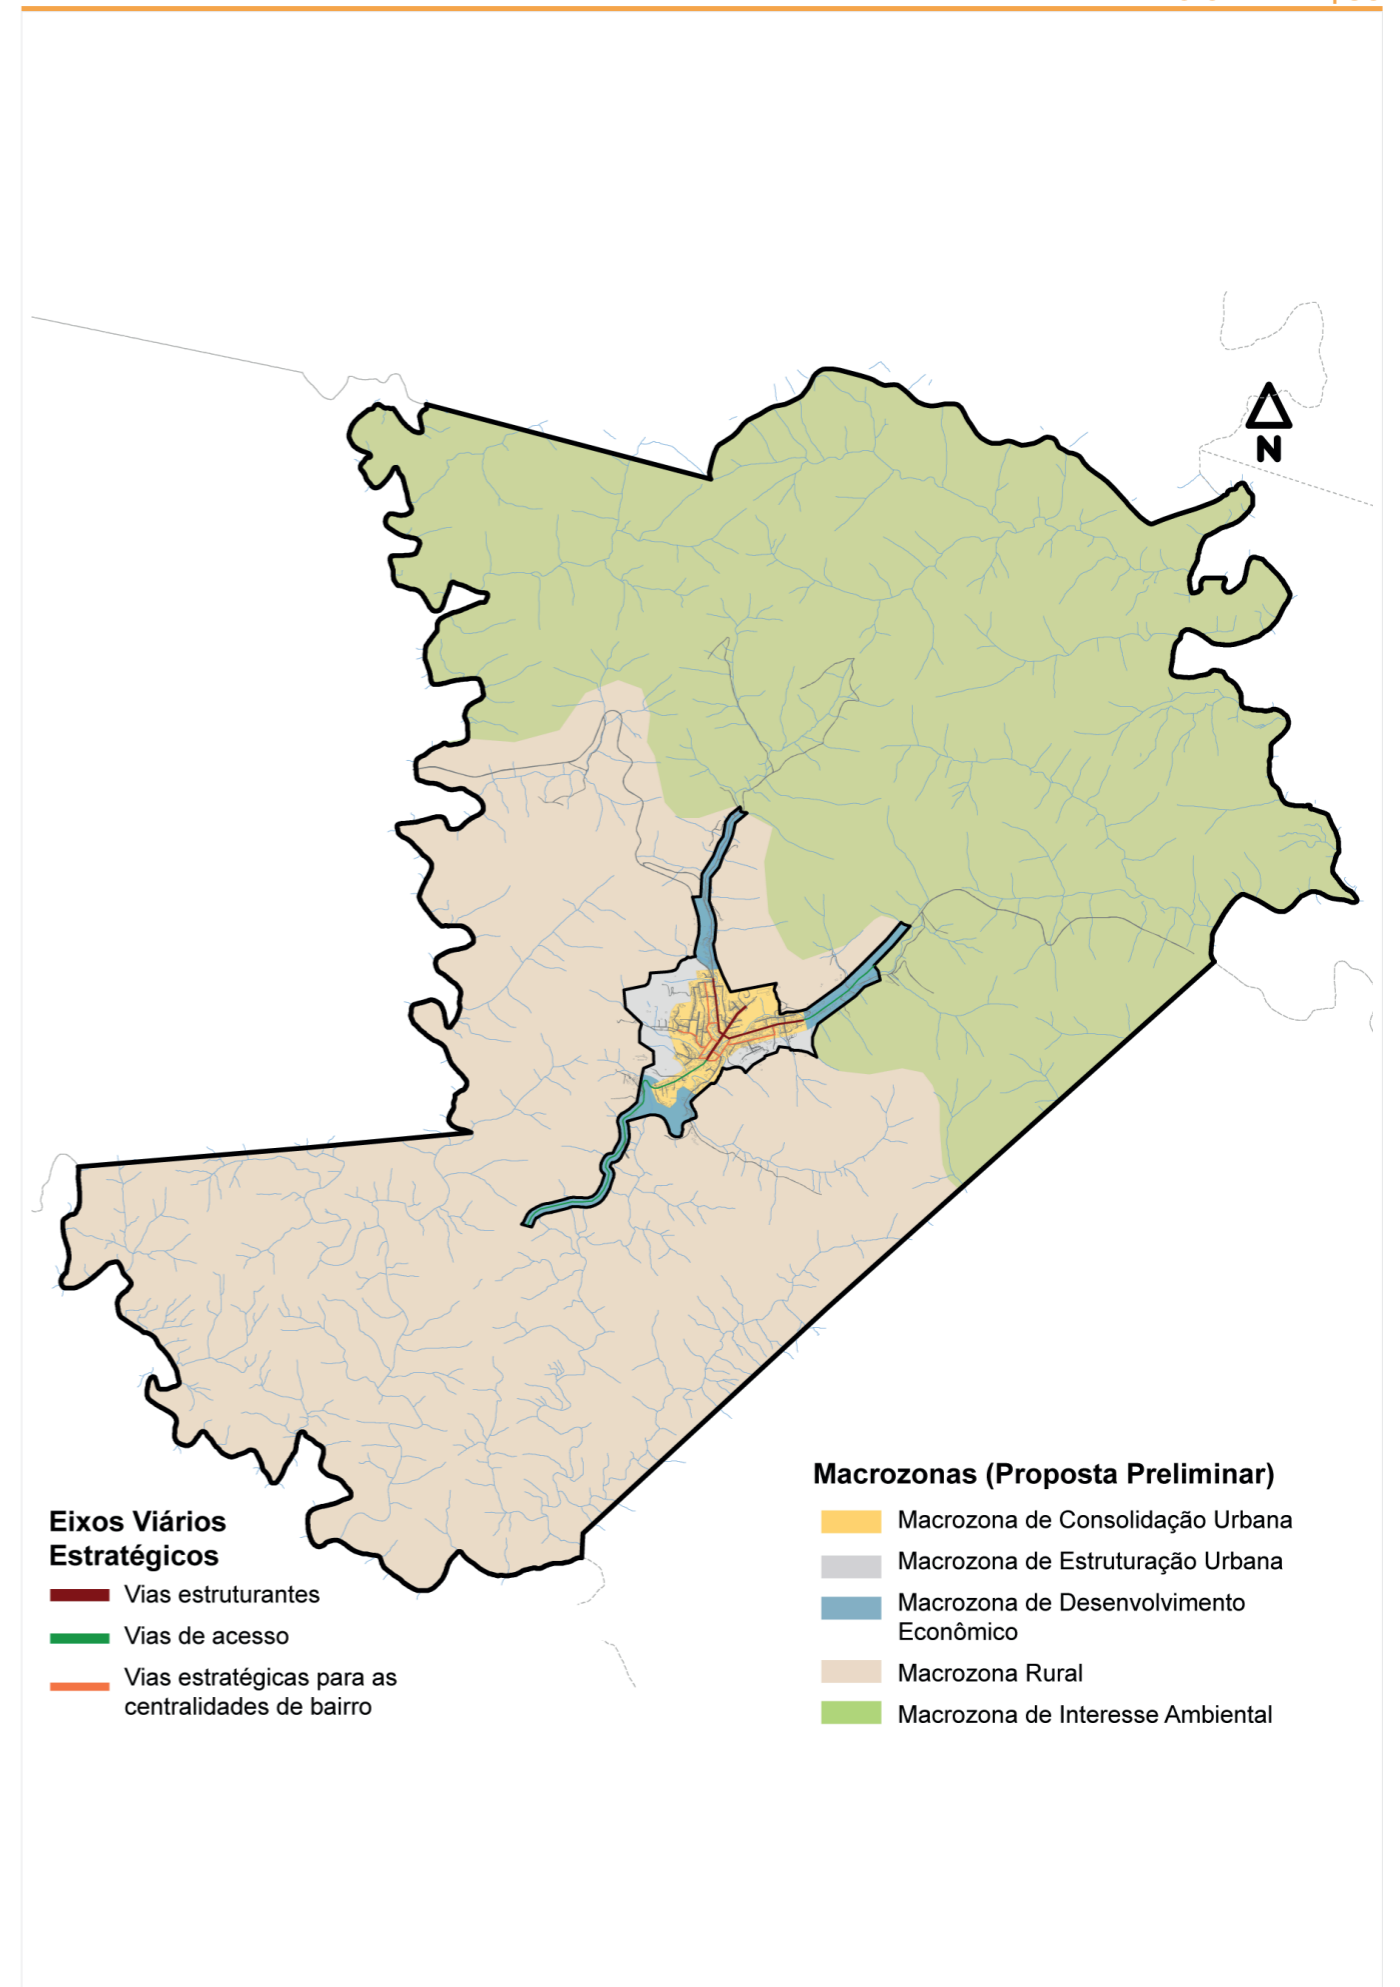 N
Macrozonas (Proposta Preliminar)
Macrozona de Consolidação Urbana
Macrozona de Estruturação Urbana
Macrozona de Desenvolvimento
Econômico
Macrozona Rural
Macrozona de Interesse Ambiental
Eixos Viários
Estratégicos
Vias estruturantes
Vias de acesso
Vias estratégicas para as
centralidades de bairro